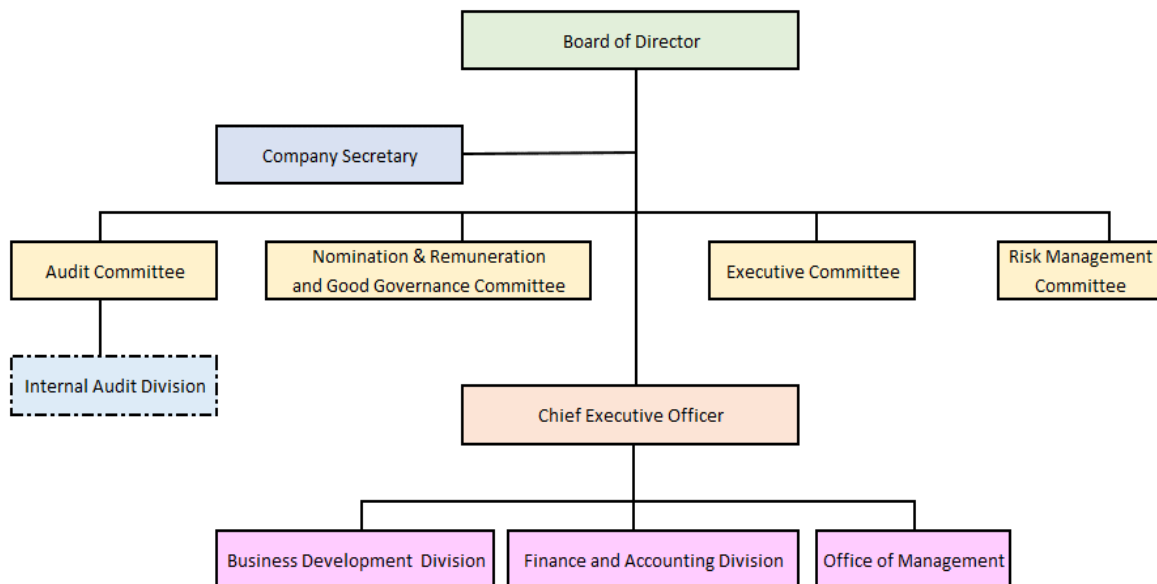 Board of Director
Company Secretary
Audit Committee
Nomination & Remuneration
and Good Governance Committee
Executive Committee
Risk Management
Committee
Internal Audit Division
Chief Executive Officer
Business Development Division
Finance and Accounting Division
Office of Management